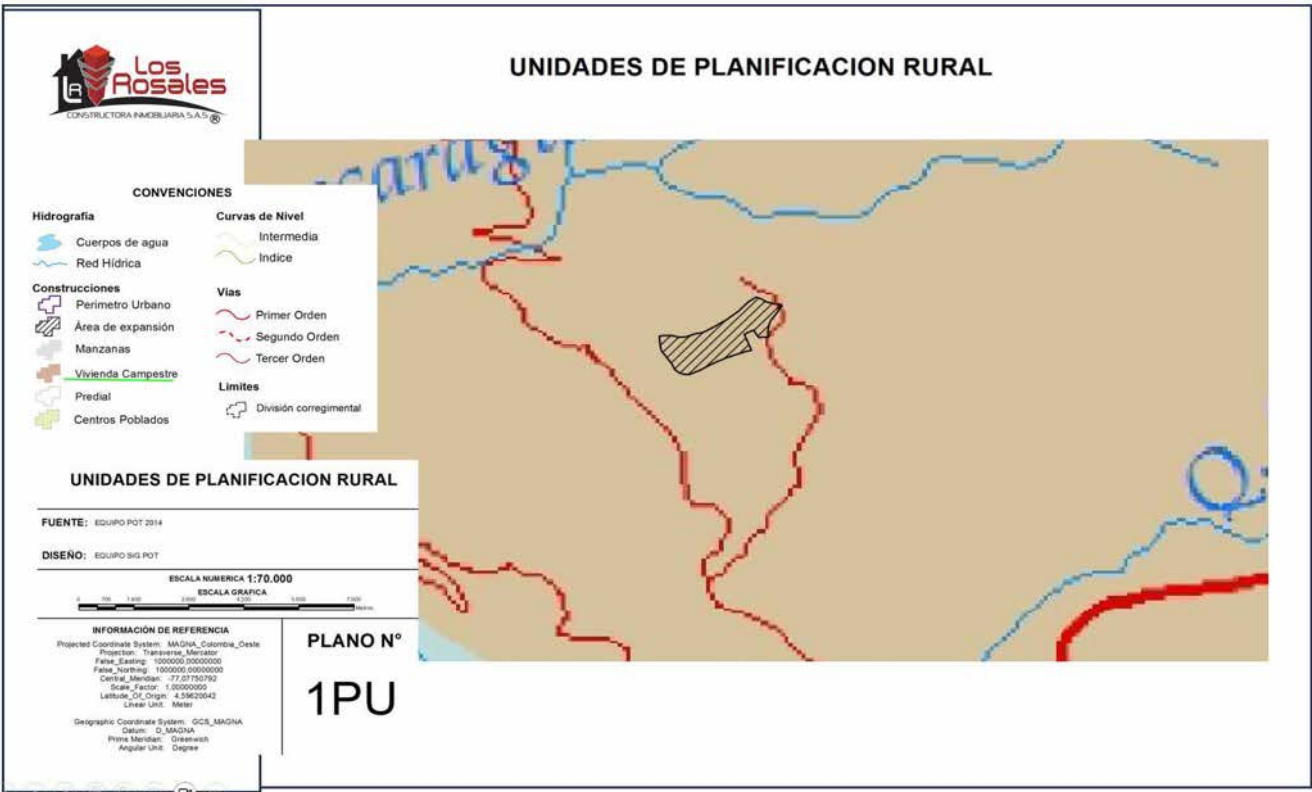 LR
Los
Rosales
CONSTRUCTORA INMOBILIARIA S.A.S ®
UNIDADES DE PLANIFICACION RURAL
CONVENCIONES
Hidrografía
Cuerpos de agua
Red Hídrica
Construcciones
Perimetro Urbano
Área de expansión
Manzanas
Vivienda Campestre
Predial
Centros Poblados
Curvas de Nivel
Intermedia
Indice
Vías
Primer Orden
Segundo Orden
Tercer Orden
Limites
División corregimental
UNIDADES DE PLANIFICACION RURAL
FUENTE: EQUIPO POT 2014
DISEÑO: EQUIPO SIG POT
ESCALA NUMERICA 1:70.000
ESCALA GRAFICA
INFORMACIÓN DE REFERENCIA
Projected Coordinate System: MAGNA_Colombia_Oeste
Projection: Transverse_Mercator
False_Easting: 1000000,00000000
False_Northing: 1000000,00000000
Central_Meridian: -77,07750792
Scale_Factor: 1,00000000
Latitude_Of_Origin: 4,59620042
Linear Unit: Meter
Geographic Coordinate System: GCS_MAGNA
Datum: D_MAGNA
Prime Meridian: Greenwich
Angular Unit: Degree
PLANO N°
1PU